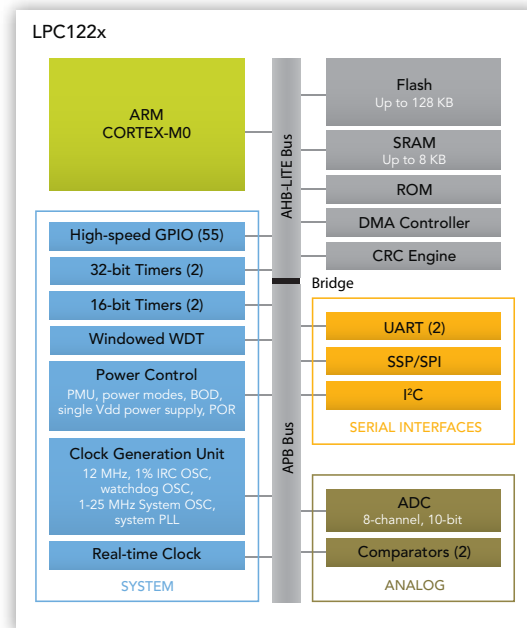 LPC122x
ARM
CORTEX-M0
AHB-LITE Bus
Flash
Up to 128 KB
SRAM
Up to 8 KB
ROM
DMA Controller
CRC Engine
Bridge
High-speed GPIO (55)
32-bit Timers (2)
16-bit Timers (2)
Windowed WDT
Power Control
PMU, power modes, BOD,
single Vdd power supply, POR
Clock Generation Unit
12 MHz, 1% IRC OSC,
watchdog OSC,
1-25 MHz System OSC,
system PLL
Real-time Clock
SYSTEM
APB Bus
UART (2)
SSP/SPI
I²C
SERIAL INTERFACES
ADC
8-channel, 10-bit
Comparators (2)
ANALOG